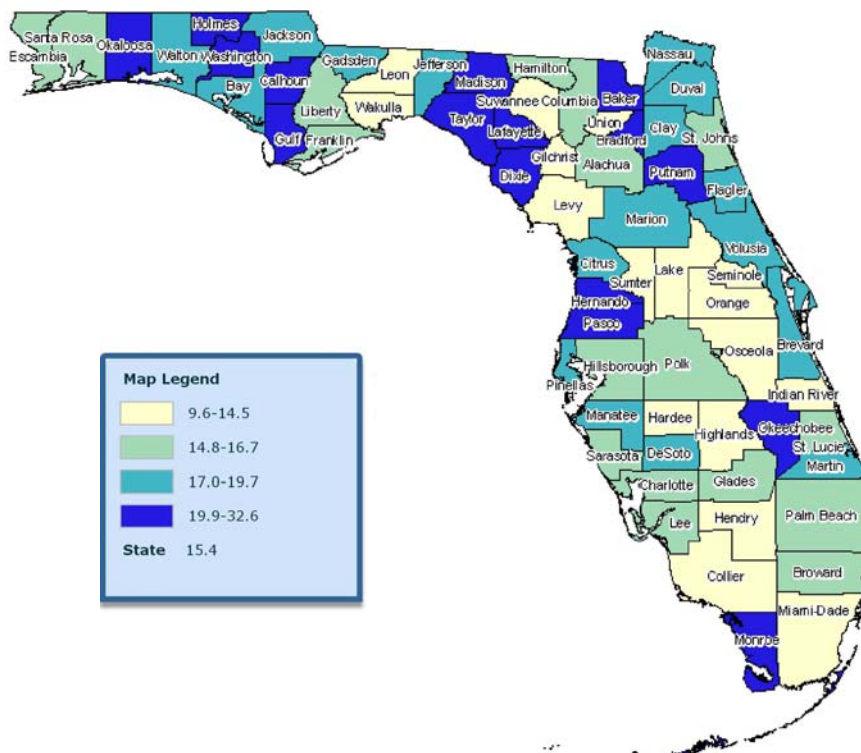 Holmes
Santa Rosa
Okaloosa
Jackson
Escambia
Walton
Washington
Gadsden
Leon
Jefferson
Madison
Hamilton
Nassau
Bay
Calhoun
Liberty
Wakulla
Taylor
Suwannee
Columbia
Baker
Duval
Gulf
Franklin
Lafayette
Union
Bradford
Clay
St. Johns
Dixie
Gilchrist
Alachua
Putnam
Flagler
Levy
Marion
Volusia
Citrus
Sumter
Lake
Seminole
Orange
Hernando
Pasco
Osceola
Brevard
Pinellas
Hillsborough
Polk
Indian River
Manatee
Hardee
Highlands
Okeechobee
St. Lucie
Sarasota
DeSoto
Martin
Charlotte
Glades
Lee
Hendry
Palm Beach
Collier
Broward
Miami-Dade
Monroe
Map Legend
9.6-14.5
14.8-16.7
17.0-19.7
19.9-32.6
State 15.4